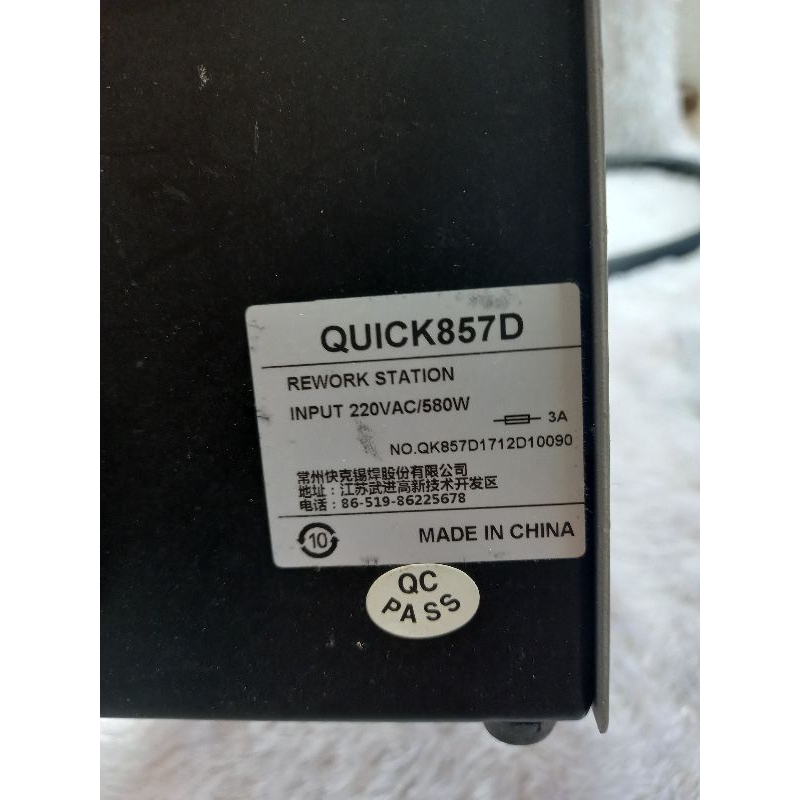 QUICK857D
REWORK STATION
INPUT 220VAC/580W
3A
NO.QK857D1712D10090
常州快克锡焊股份有限公司
地址：江苏武进高新技术开发区
电话：86-519-86225678
10
MADE IN CHINA
QC
PASS